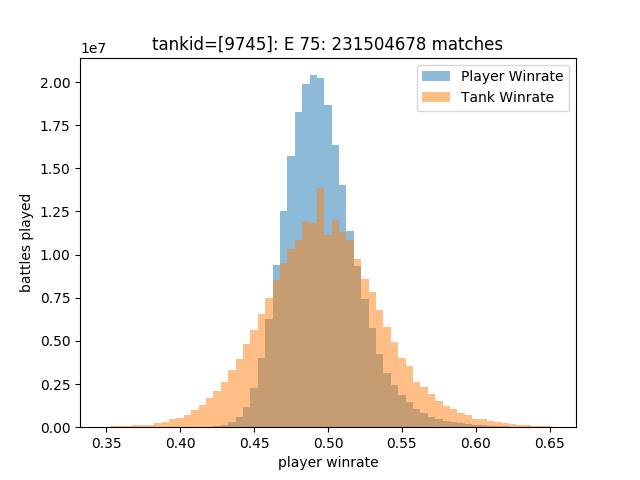 tankid=[9745]: E 75: 231504678 matches
1e7
Player Winrate
Tank Winrate
2.00
1.75
1.50
1.25
1.00
0.75
0.50
0.25
0.00
battles played
0.35 0.40 0.45 0.50 0.55 0.60 0.65
player winrate